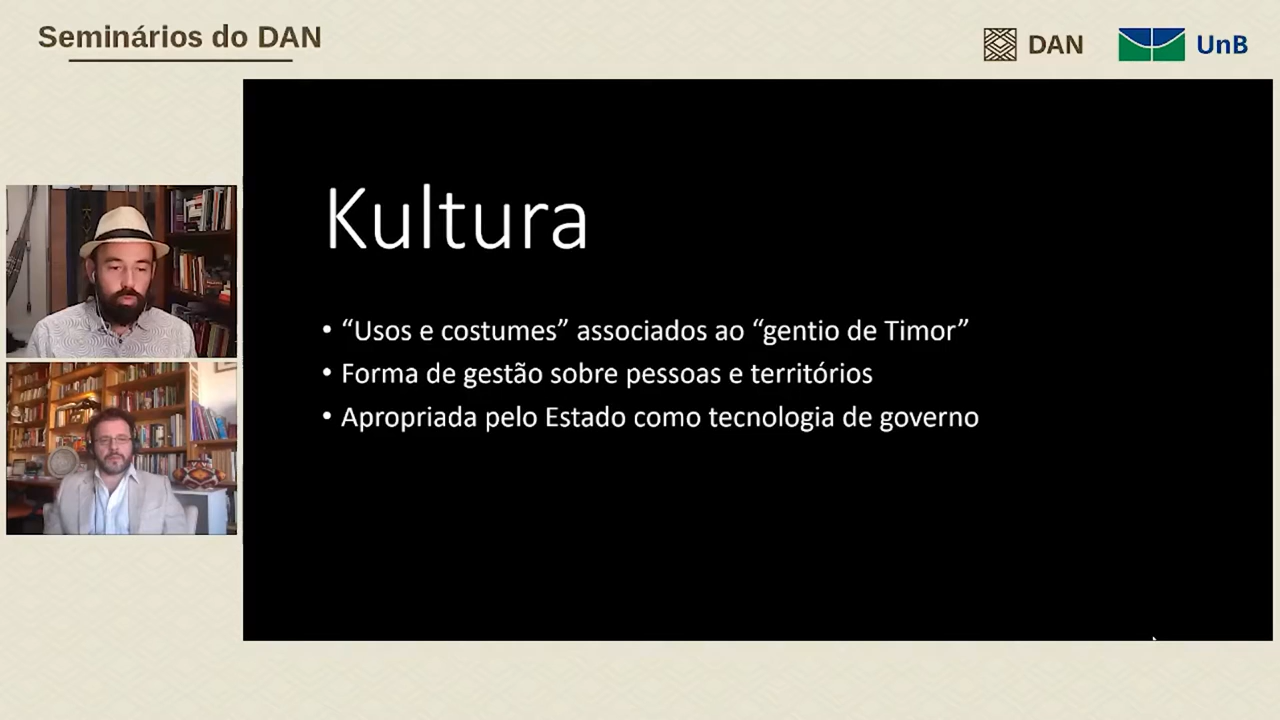 Seminários do DAN
DAN
UnB
Kultura
• “Usos e costumes” associados ao “gentio de Timor”
• Forma de gestão sobre pessoas e territórios
• Apropriada pelo Estado como tecnologia de governo